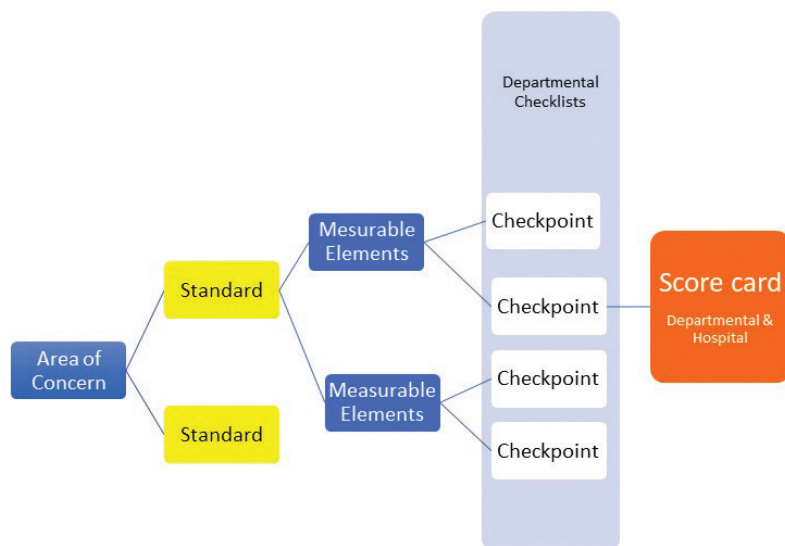 Area of
Concern
Standard
Standard
Mesurable
Elements
Measurable
Elements
Departmental
Checklists
Checkpoint
Checkpoint
Checkpoint
Checkpoint
Score card
Departmental &
Hospital